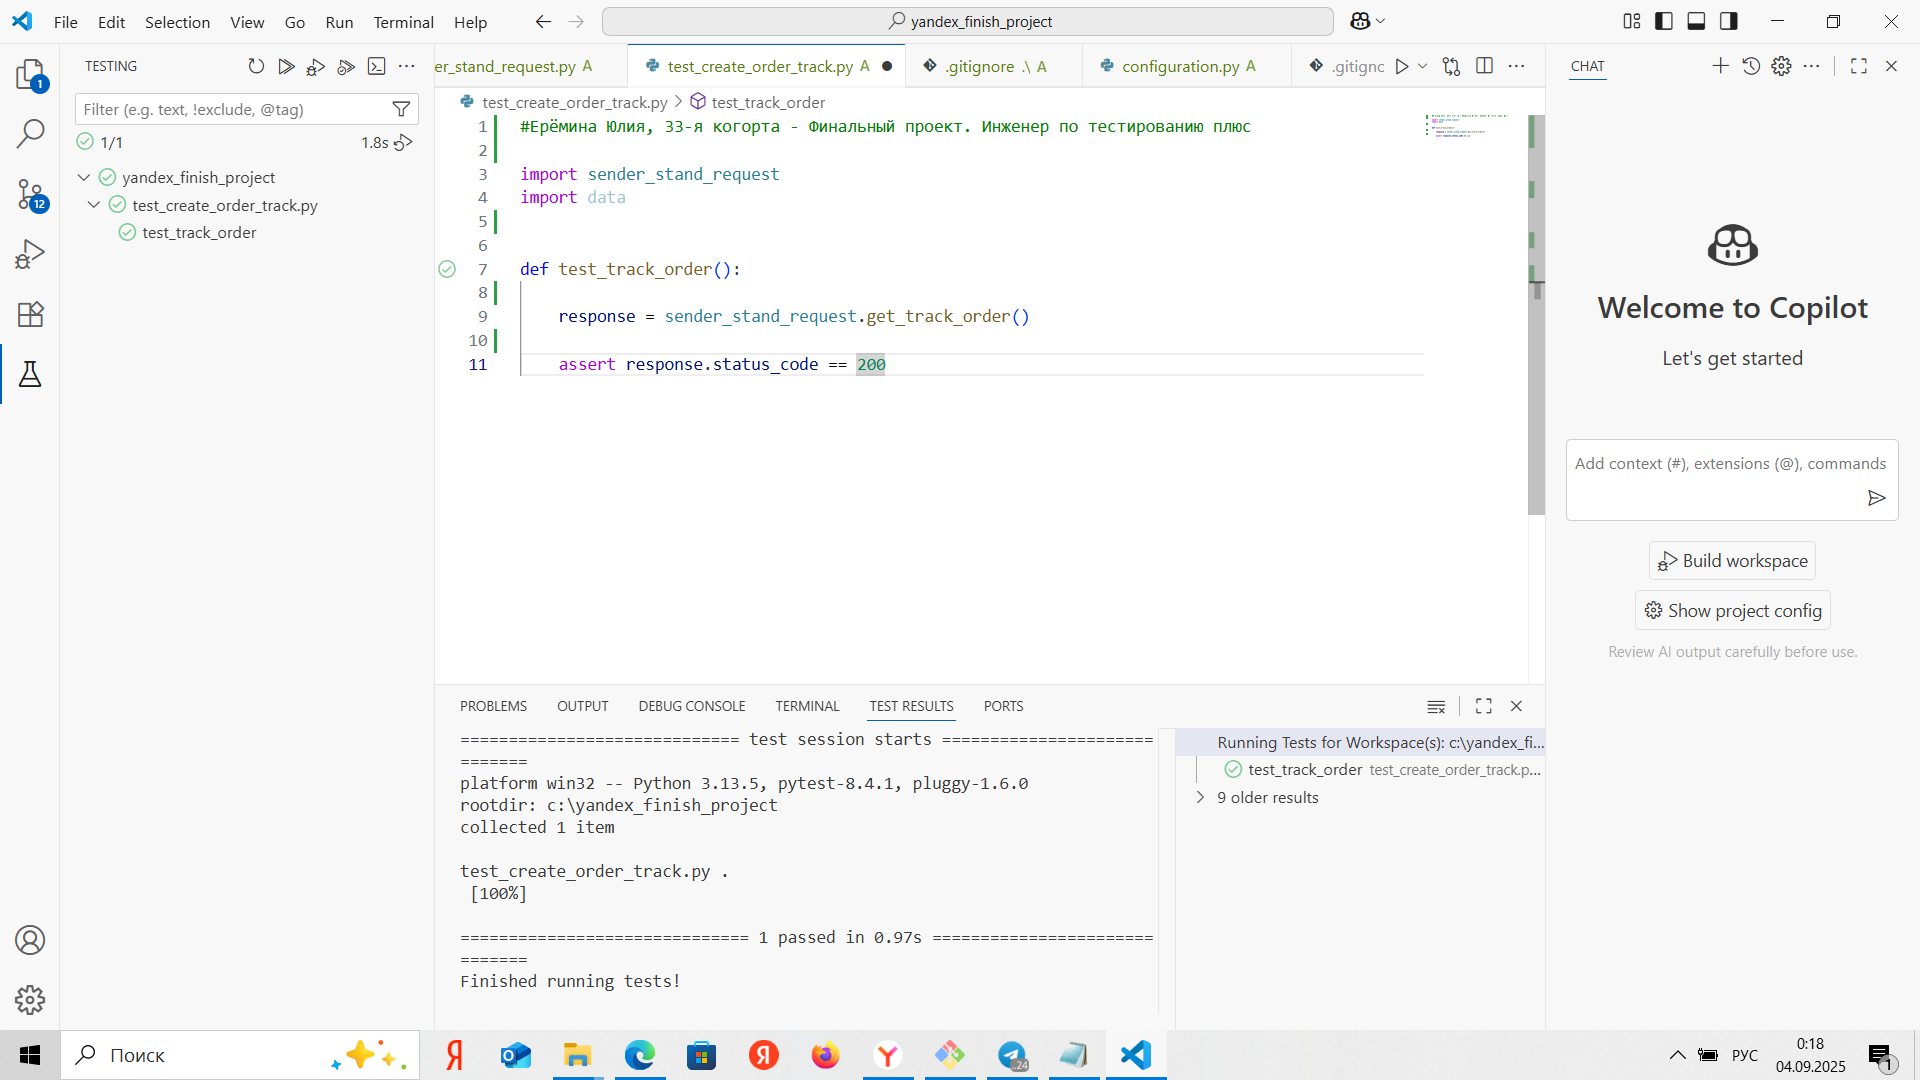 File Edit Selection View Go Run Terminal Help
yandex_finish_project
TESTING
Filter (e.g. text, !exclude, @tag)
1/1
1.8s
yandex_finish_project
test_create_order_track.py
test_track_order
1
12
er_stand_request.py A
test_create_order_track.py A
.gitignore .\ A
configuration.py A
.gitignc
test_create_order_track.py > test_track_order
1 #Ерёмина Юлия, 33-я когорта - Финальный проект. Инженер по тестированию плюс
2
3 import sender_stand_request
4 import data
5
6
7 def test_track_order():
8
9 response = sender_stand_request.get_track_order()
10
11 assert response.status_code == 200
PROBLEMS OUTPUT DEBUG CONSOLE TERMINAL TEST RESULTS PORTS
============================= test session starts ======================
=======
platform win32 -- Python 3.13.5, pytest-8.4.1, pluggy-1.6.0
rootdir: c:\yandex_finish_project
collected 1 item
test_create_order_track.py .
[100%]
============================== 1 passed in 0.97s =======================
=======
Finished running tests!
Running Tests for Workspace(s): c:\yandex_fi...
test_track_order test_create_order_track.p...
9 older results
CHAT
Welcome to Copilot
Let's get started
Add context (#), extensions (@), commands
Build workspace
Show project config
Review AI output carefully before use.
Поиск
Я
Я
Y
..24
РУС
0:18
04.09.2025
1